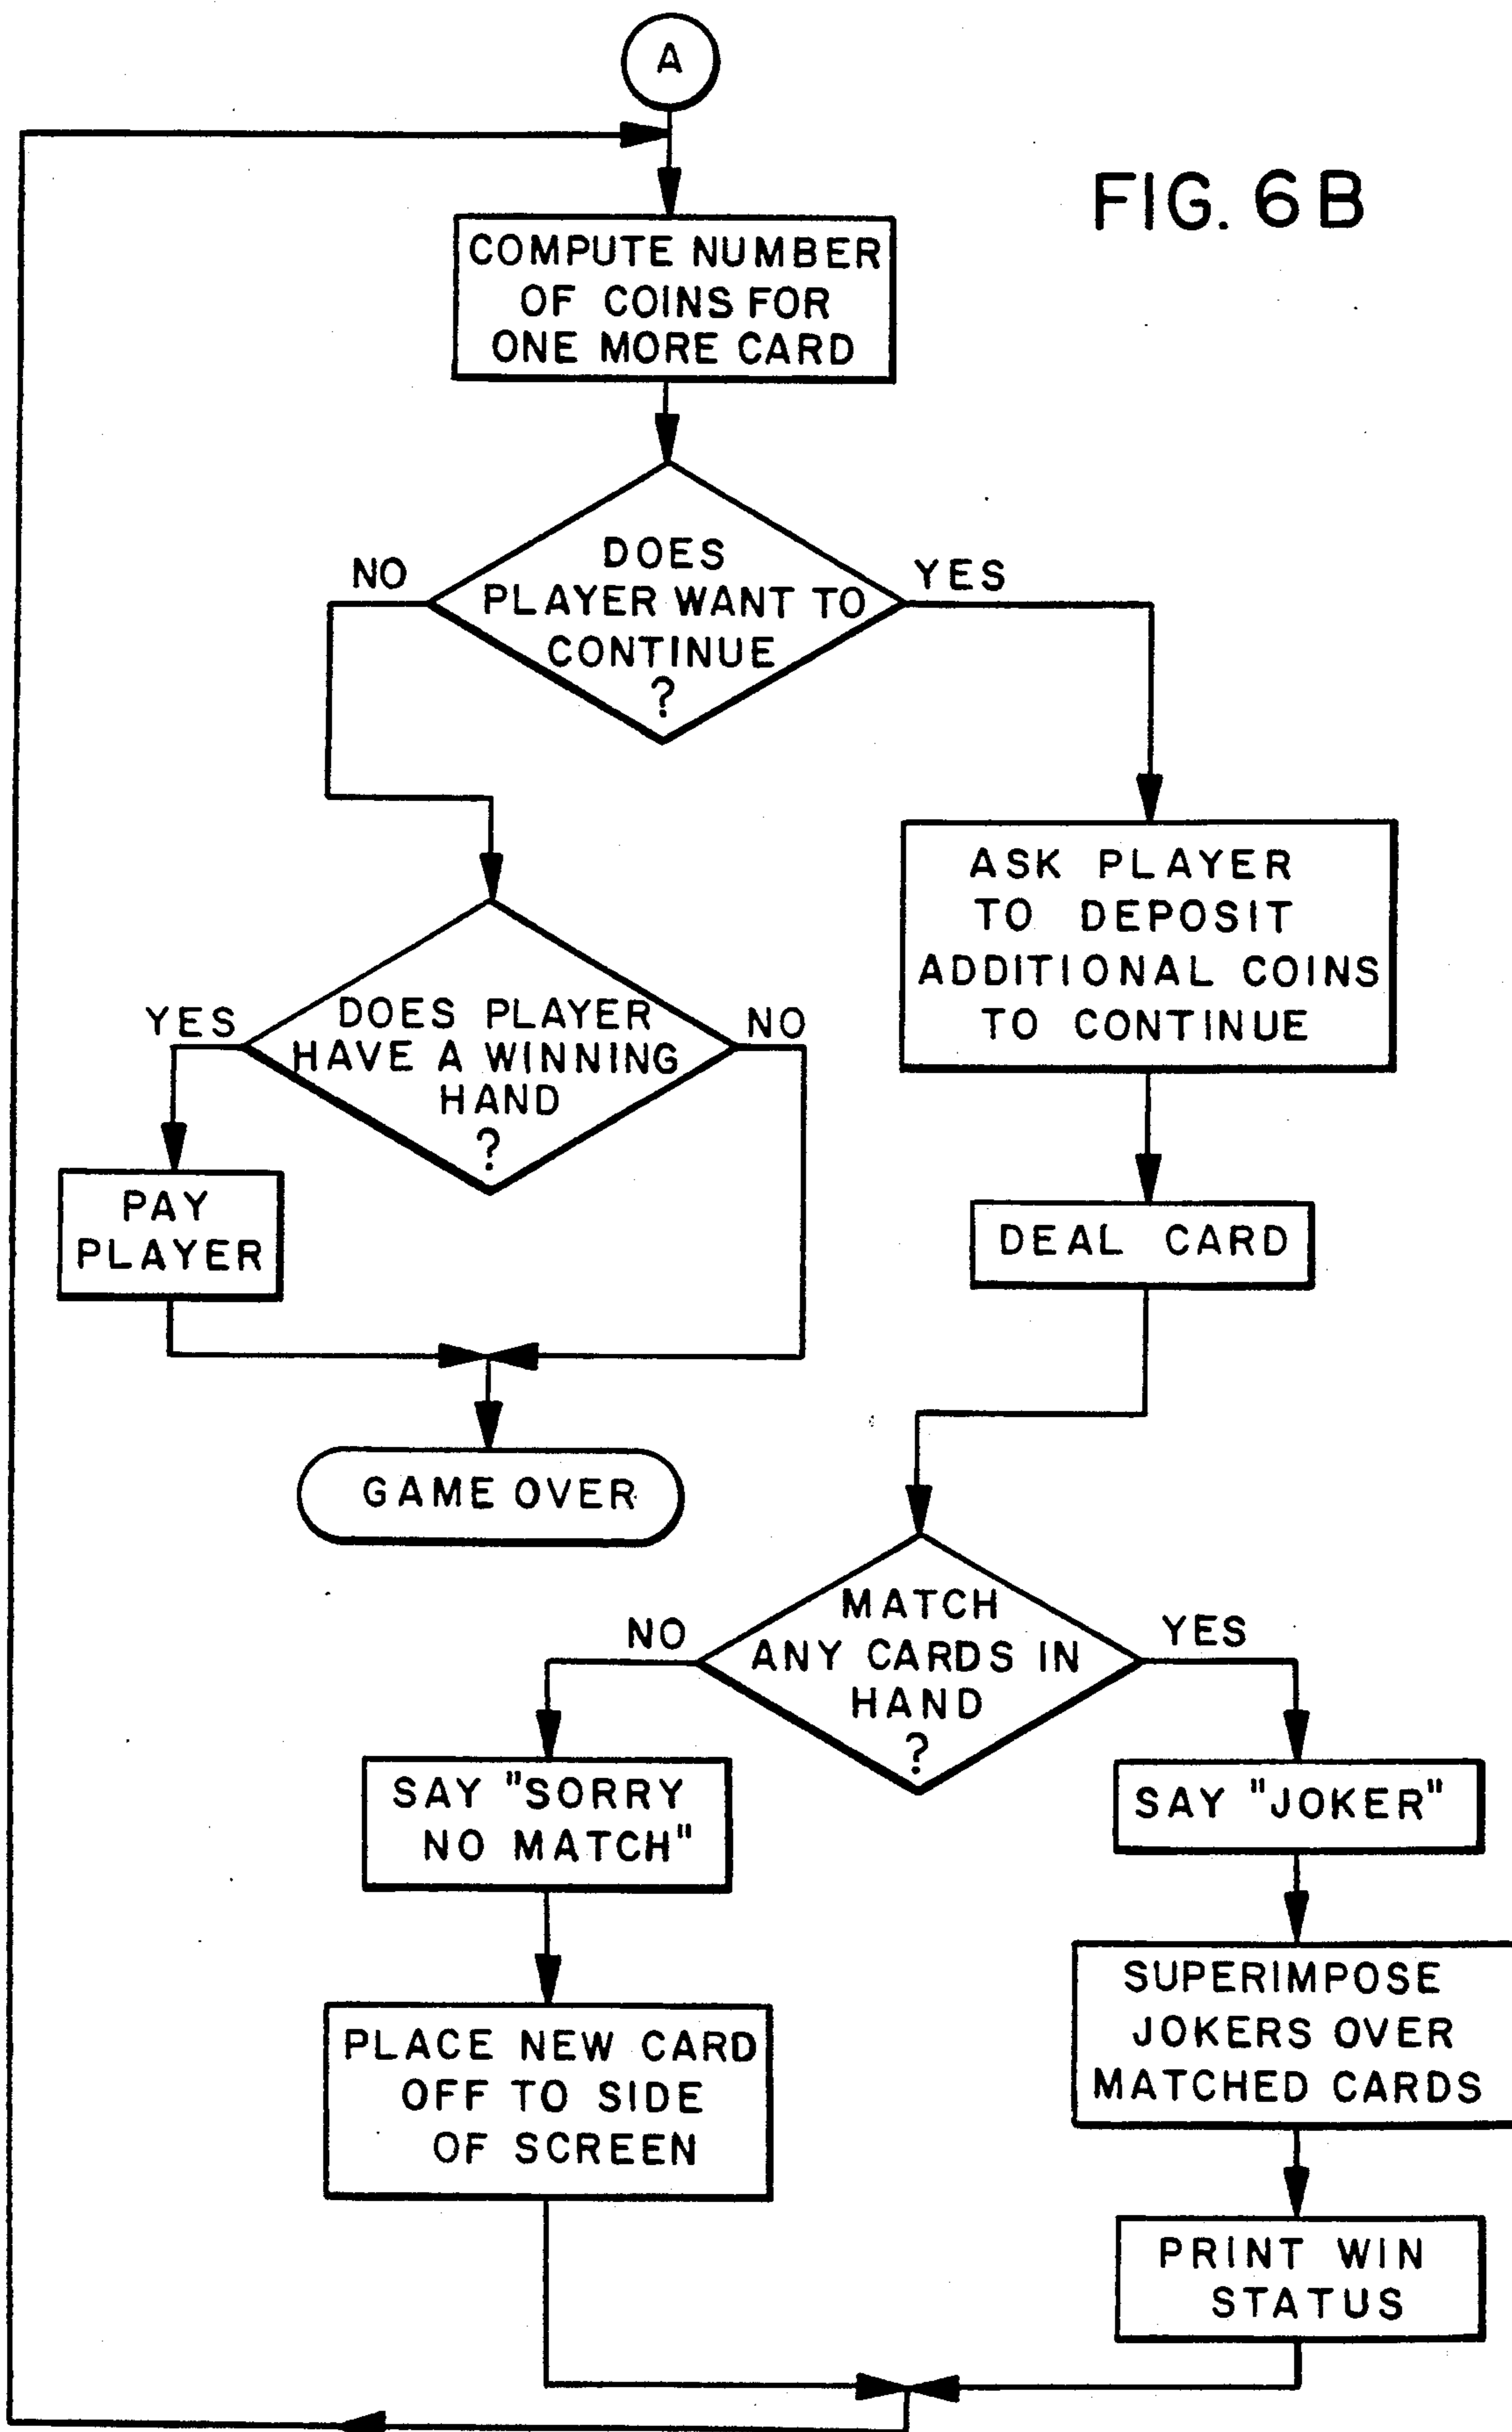 A
FIG. 6B
COMPUTE NUMBER
OF COINS FOR
ONE MORE CARD
DOES
PLAYER WANT TO
CONTINUE
?
NO
YES
ASK PLAYER
TO DEPOSIT
ADDITIONAL COINS
TO CONTINUE
DOES PLAYER
HAVE A WINNING
HAND
?
YES
NO
PAY
PLAYER
DEAL CARD
GAME OVER
MATCH
ANY CARDS IN
HAND
?
NO
YES
SAY "SORRY
NO MATCH"
SAY "JOKER"
PLACE NEW CARD
OFF TO SIDE
OF SCREEN
SUPERIMPOSE
JOKERS OVER
MATCHED CARDS
PRINT WIN
STATUS